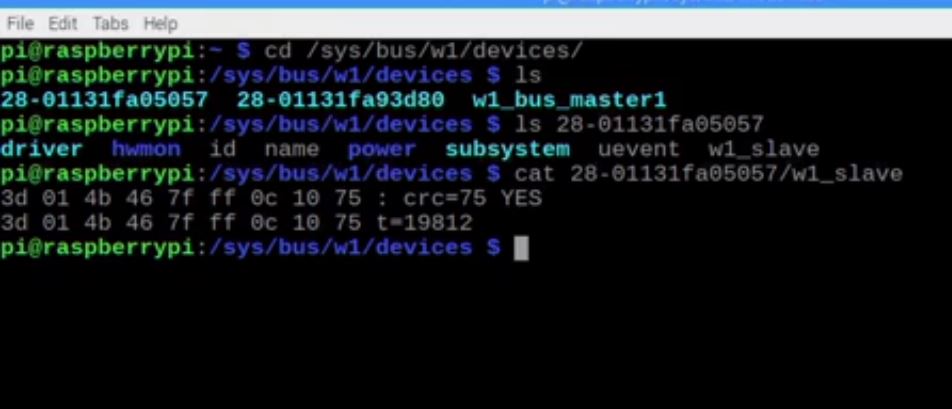 File Edit Tabs Help
pi@raspberrypi:~ $ cd /sys/bus/w1/devices/
pi@raspberrypi:/sys/bus/w1/devices $ ls
28-01131fa05057 28-01131fa93d80 w1_bus_master1
pi@raspberrypi:/sys/bus/w1/devices $ ls 28-01131fa05057
driver hwmon id name power subsystem uevent w1_slave
pi@raspberrypi:/sys/bus/w1/devices $ cat 28-01131fa05057/w1_slave
3d 01 4b 46 7f ff 0c 10 75 : crc=75 YES
3d 01 4b 46 7f ff 0c 10 75 t=19812
pi@raspberrypi:/sys/bus/w1/devices $